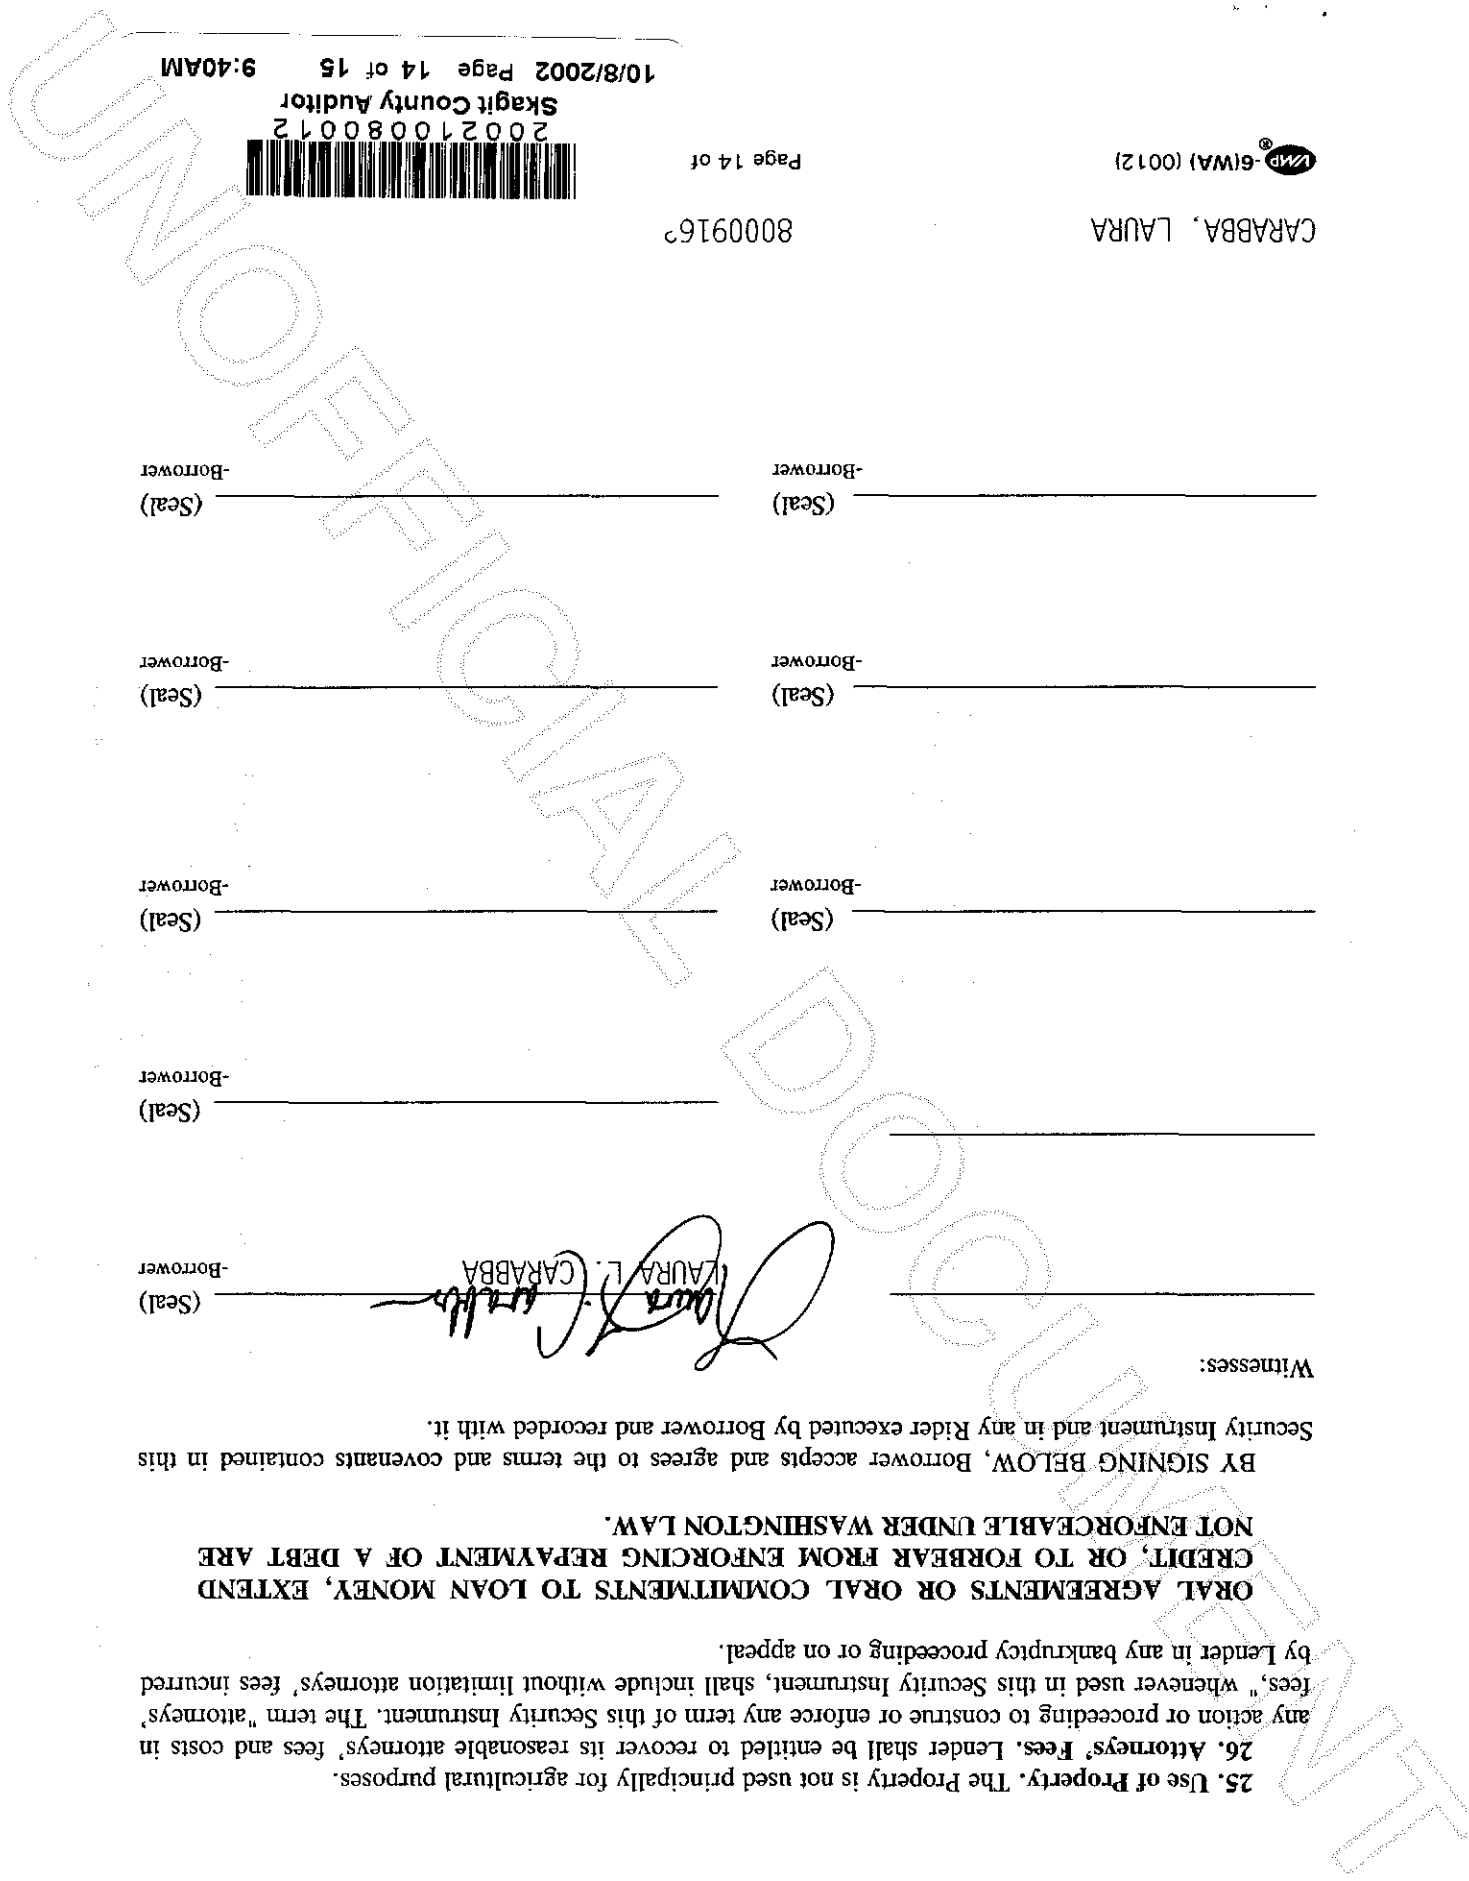 25. Use of Property. The Property is not used principally for agricultural purposes.
26. Attorneys' Fees. Lender shall be entitled to recover its reasonable attorneys' fees and costs in
any action or proceeding to construe or enforce any term of this Security Instrument. The term "attorneys'
fees," whenever used in this Security Instrument, shall include without limitation attorneys' fees incurred
by Lender in any bankruptcy proceeding or on appeal.
ORAL AGREEMENTS OR ORAL COMMITMENTS TO LOAN MONEY, EXTEND
CREDIT, OR TO FORBEAR FROM ENFORCING REPAYMENT OF A DEBT ARE
NOT ENFORCEABLE UNDER WASHINGTON LAW.
BY SIGNING BELOW, Borrower accepts and agrees to the terms and covenants contained in this
Security Instrument and in any Rider executed by Borrower and recorded with it.
Witnesses:
Laura L Carabba (Seal)
LAURA L. CARABBA -Borrower
(Seal)
-Borrower
(Seal) (Seal)
-Borrower -Borrower
(Seal) (Seal)
-Borrower -Borrower
(Seal) (Seal)
-Borrower -Borrower
CARABBA, LAURA 8000916
VMP®-6(WA) (0012) Page 14 of
200210080012
Skagit County Auditor
10/8/2002 Page 14 of 15 9:40AM
UNOFFICIAL DOCUMENT